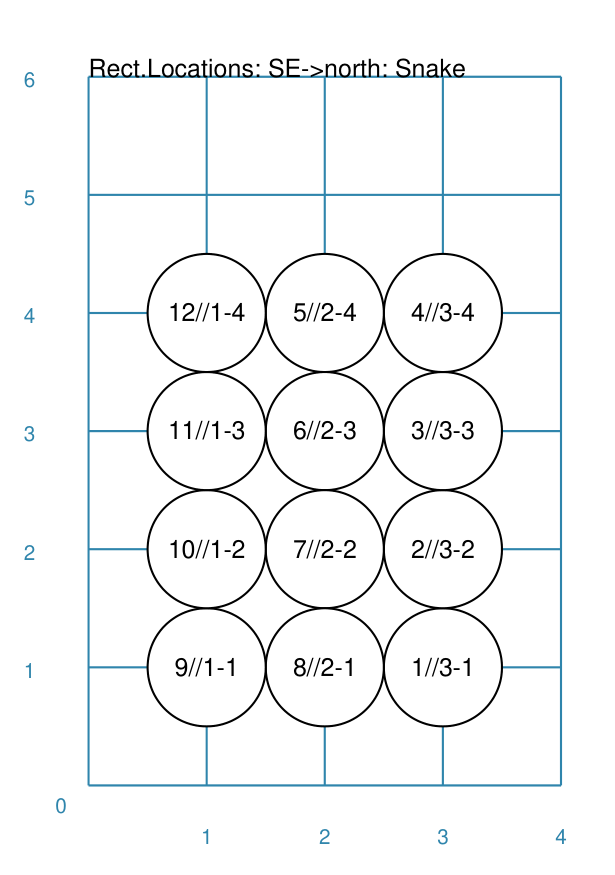 Rect.Locations: SE->north: Snake
6
5
4 12//1-4 5//2-4 4//3-4
3 11//1-3 6//2-3 3//3-3
2 10//1-2 7//2-2 2//3-2
1 9//1-1 8//2-1 1//3-1
0
1 2 3 4